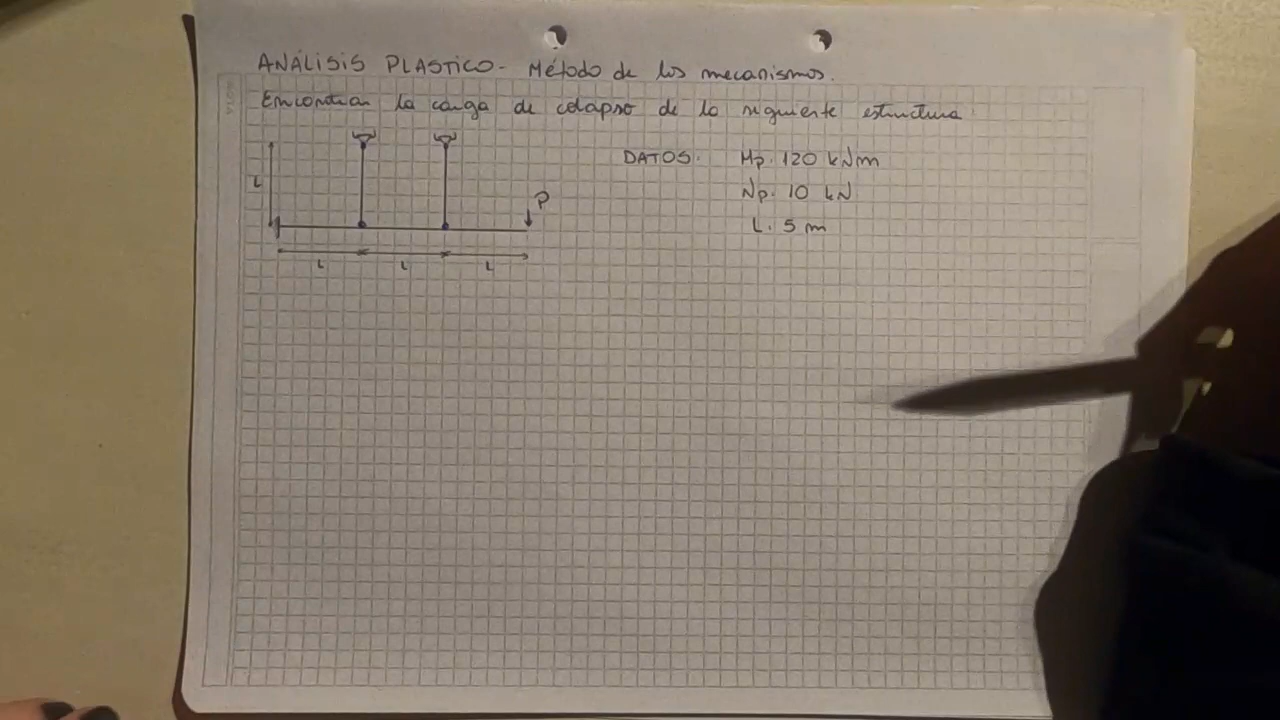 ANÁLISIS PLASTICO - Método de los mecanismos.
Encontrar la carga de colapso de la siguiente estructura
DATOS. Mp. 120 kNm
Np. 10 kN
L. 5 m
L
P
L L L